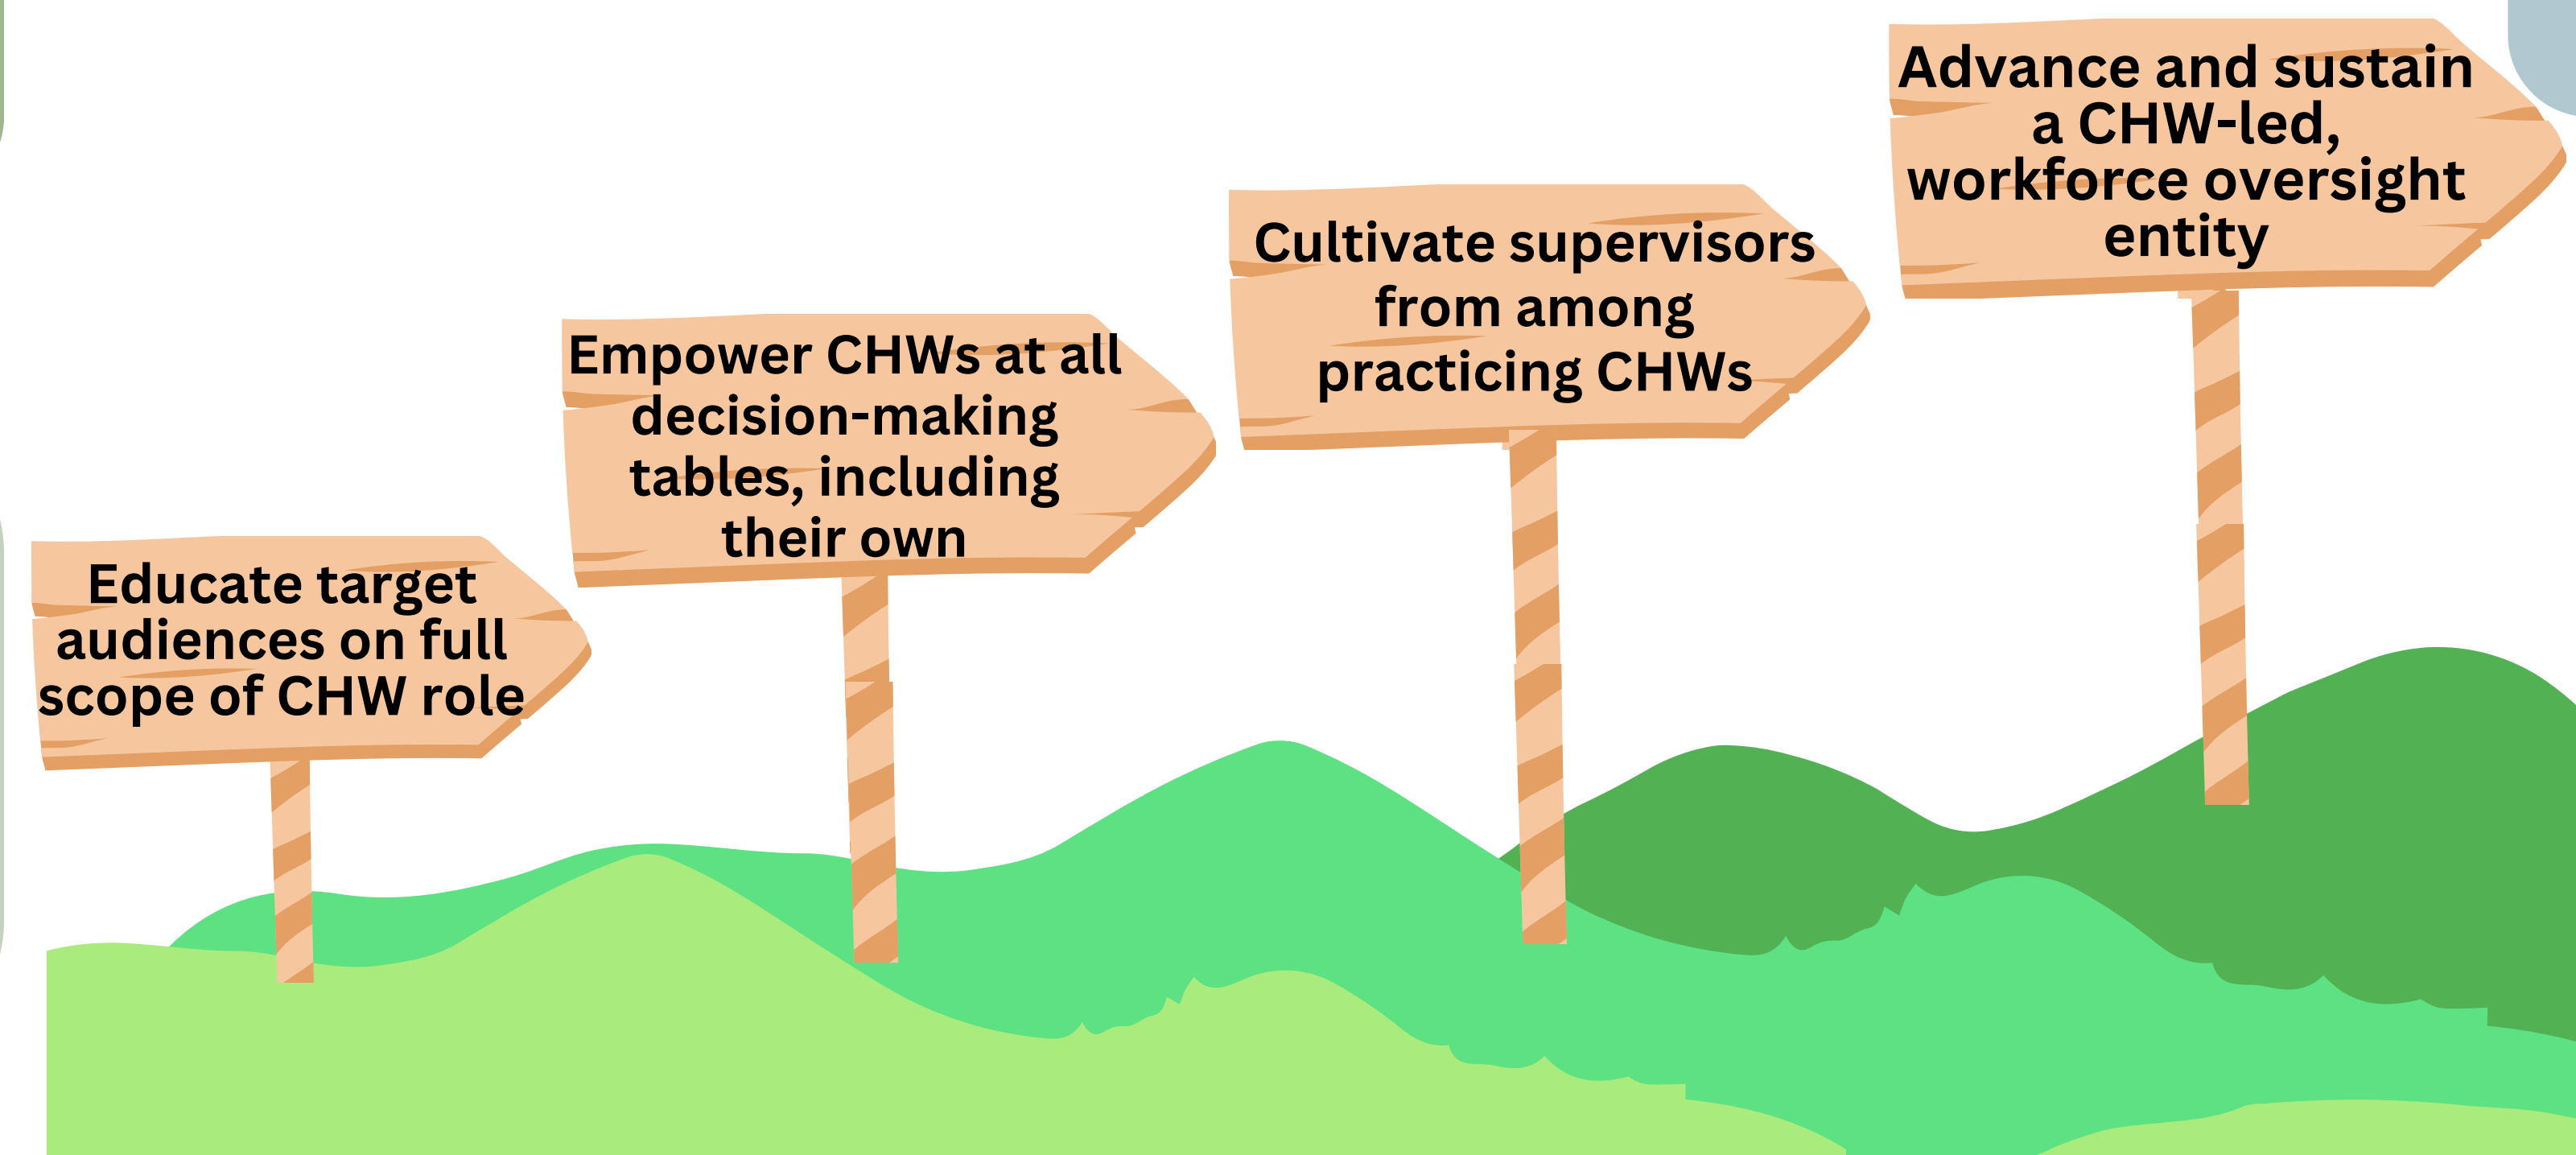 Educate target
audiences on full
scope of CHW role
Empower CHWs at all
decision-making
tables, including
their own
Cultivate supervisors
from among
practicing CHWs
Advance and sustain
a CHW-led,
workforce oversight
entity